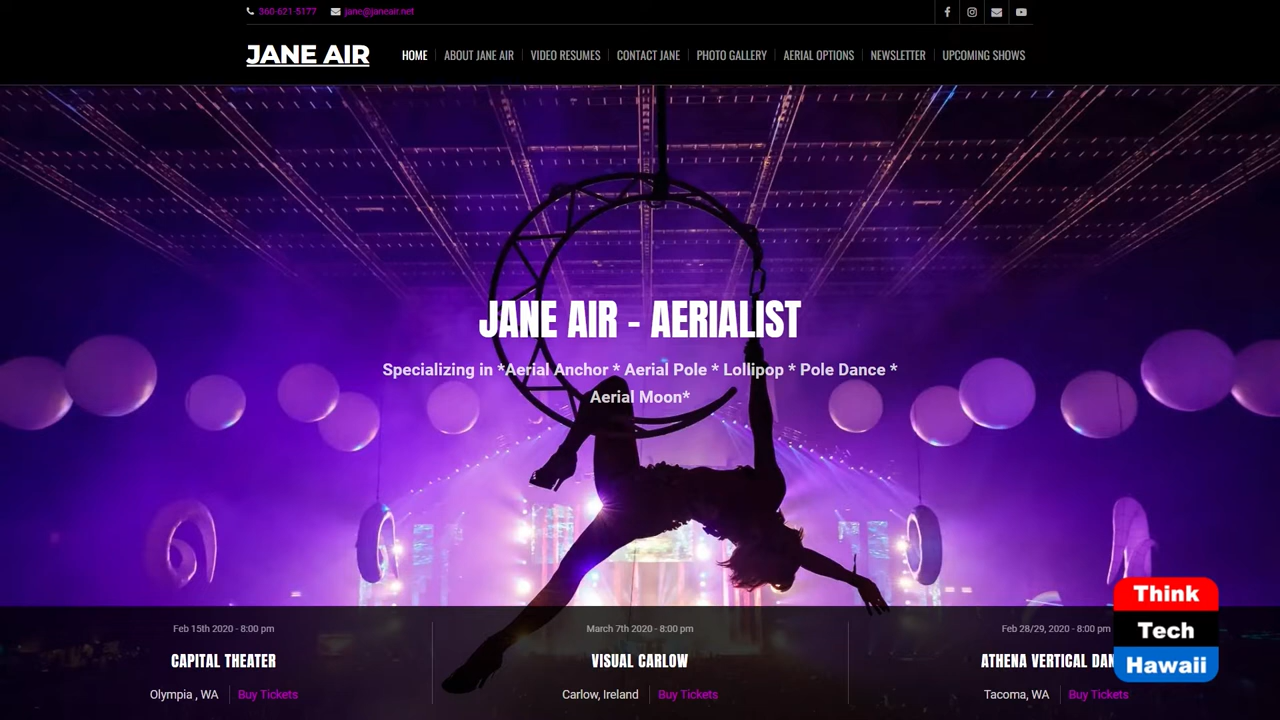 360-621-5177 jane@janeair.net
JANE AIR HOME ABOUT JANE AIR VIDEO RESUMES CONTACT JANE PHOTO GALLERY AERIAL OPTIONS NEWSLETTER UPCOMING SHOWS
JANE AIR - AERIALIST
Specializing in *Aerial Anchor * Aerial Pole * Lollipop * Pole Dance *
Aerial Moon*
Feb 15th 2020 - 8:00 pm
CAPITAL THEATER
Olympia , WA Buy Tickets
March 7th 2020 - 8:00 pm
VISUAL CARLOW
Carlow, Ireland Buy Tickets
Feb 28/29, 2020 - 8:00 pm
ATHENA VERTICAL
Tacoma, WA Buy Tickets
Think
Tech
Hawaii